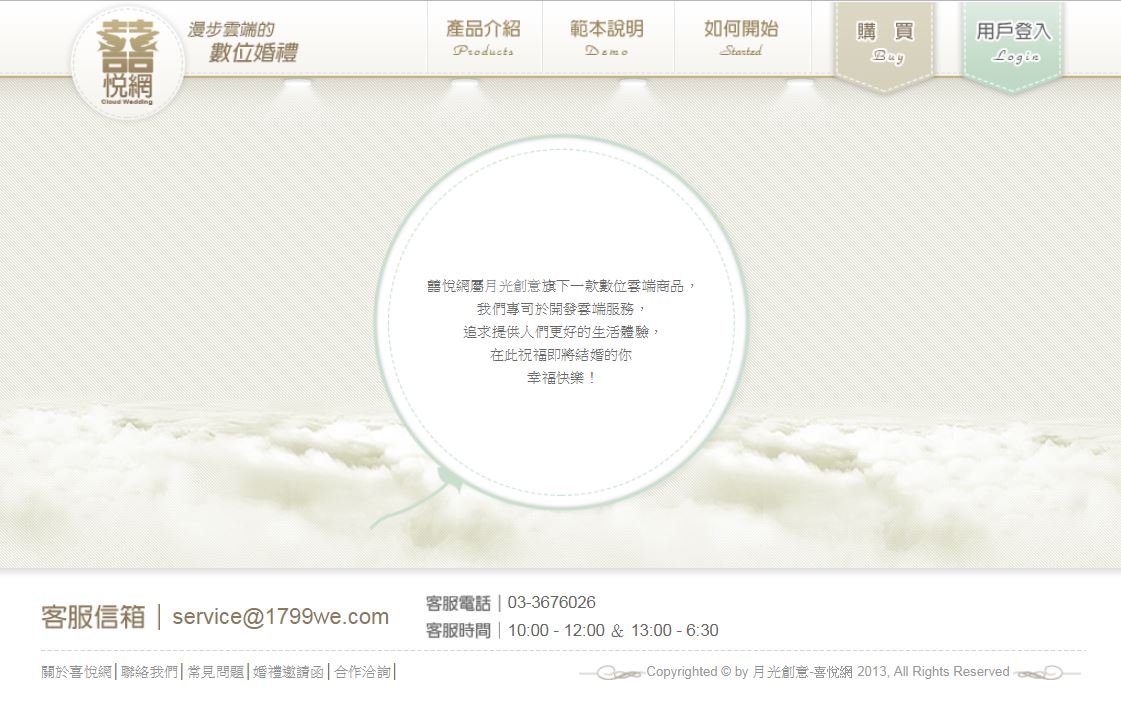 囍
悅網
Cloud Wedding
漫步雲端的
數位婚禮
產品介紹
Products
範本說明
Demo
如何開始
Started
購買
Buy
用戶登入
Login
囍悅網屬月光創意旗下一款數位雲端商品，
我們專司於開發雲端服務，
追求提供人們更好的生活體驗，
在此祝福即將結婚的你
幸福快樂！
客服信箱│service@1799we.com
客服電話│03-3676026
客服時間│10:00 - 12:00 & 13:00 - 6:30
關於喜悅網│聯絡我們│常見問題│婚禮邀請函│合作洽詢│
Copyrighted © by 月光創意-喜悅網 2013, All Rights Reserved